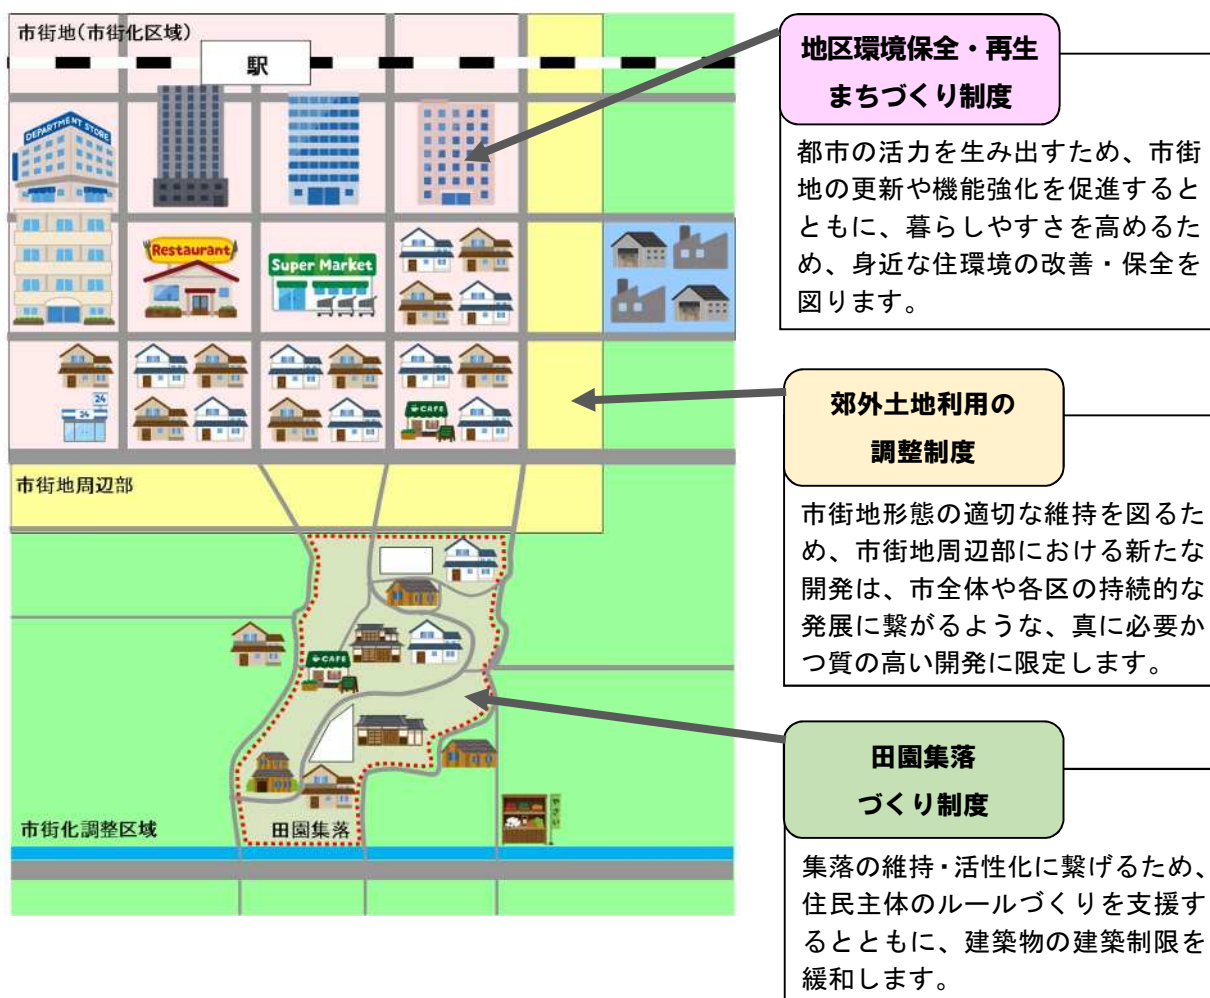 市街地(市街化区域)
駅
DEPARTMENT STORE
Restaurant
Super Market
24
24
CAFE
市街地周辺部
CAFE
やさい
市街化調整区域
田園集落
地区環境保全・再生
まちづくり制度
都市の活力を生み出すため、市街
地の更新や機能強化を促進すると
ともに、暮らしやすさを高めるた
め、身近な住環境の改善・保全を
図ります。
郊外土地利用の
調整制度
市街地形態の適切な維持を図るた
め、市街地周辺部における新たな
開発は、市全体や各区の持続的な
発展に繋がるような、真に必要か
つ質の高い開発に限定します。
田園集落
づくり制度
集落の維持・活性化に繋げるため、
住民主体のルールづくりを支援す
るとともに、建築物の建築制限を
緩和します。